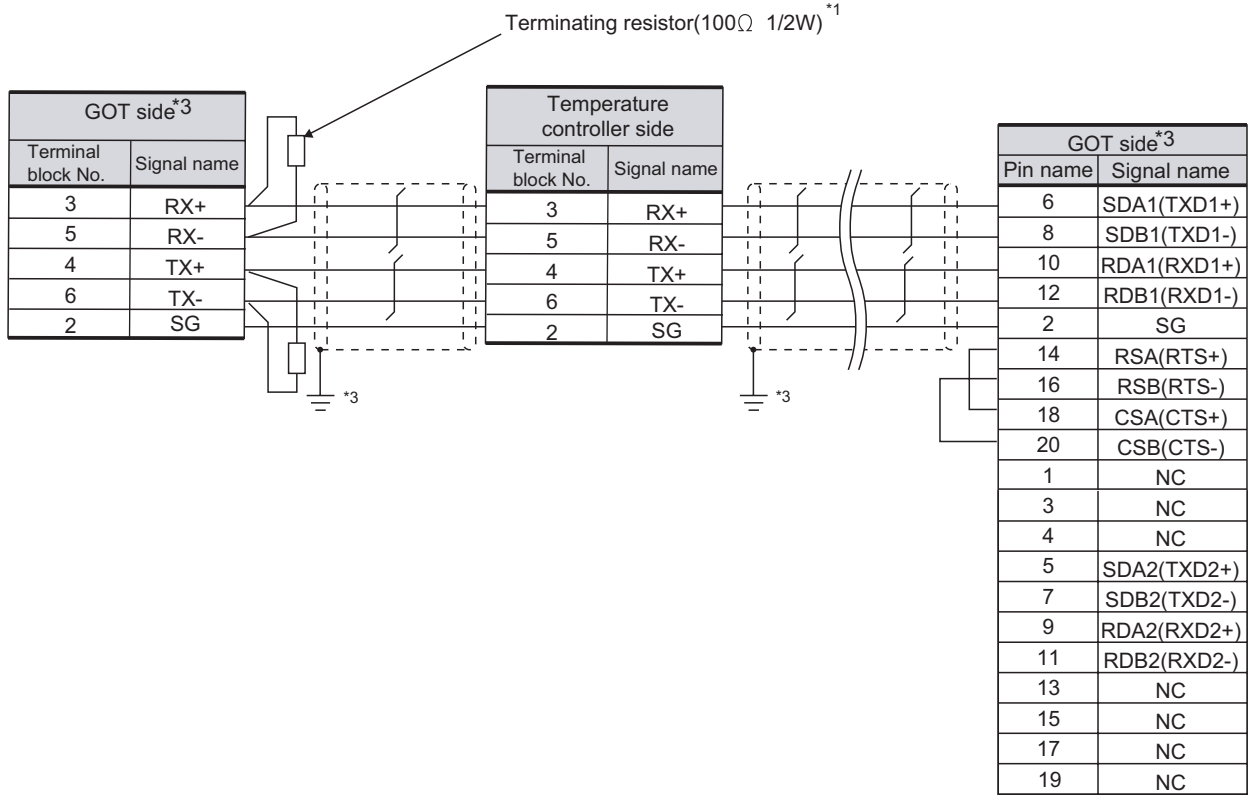 Terminating resistor(100Ω 1/2W) *1
GOT side*3
Terminal block No. Signal name
3 RX+
5 RX-
4 TX+
6 TX-
2 SG
*3
Temperature
controller side
Terminal block No. Signal name
3 RX+
5 RX-
4 TX+
6 TX-
2 SG
*3
GOT side*3
Pin name Signal name
6 SDA1(TXD1+)
8 SDB1(TXD1-)
10 RDA1(RXD1+)
12 RDB1(RXD1-)
2 SG
14 RSA(RTS+)
16 RSB(RTS-)
18 CSA(CTS+)
20 CSB(CTS-)
1 NC
3 NC
4 NC
5 SDA2(TXD2+)
7 SDB2(TXD2-)
9 RDA2(RXD2+)
11 RDB2(RXD2-)
13 NC
15 NC
17 NC
19 NC